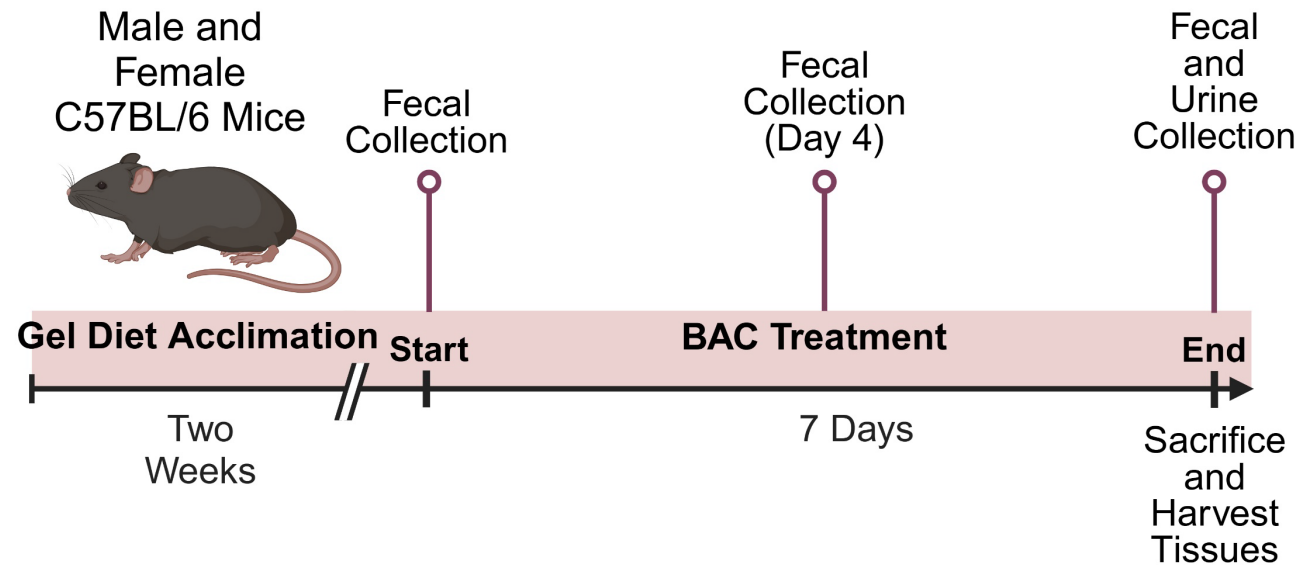 Male and
Female
C57BL/6 Mice
Fecal
Collection
Fecal
Collection
(Day 4)
Fecal
and
Urine
Collection
Gel Diet Acclimation
Start
BAC Treatment
End
Two
Weeks
7 Days
Sacrifice
and
Harvest
Tissues